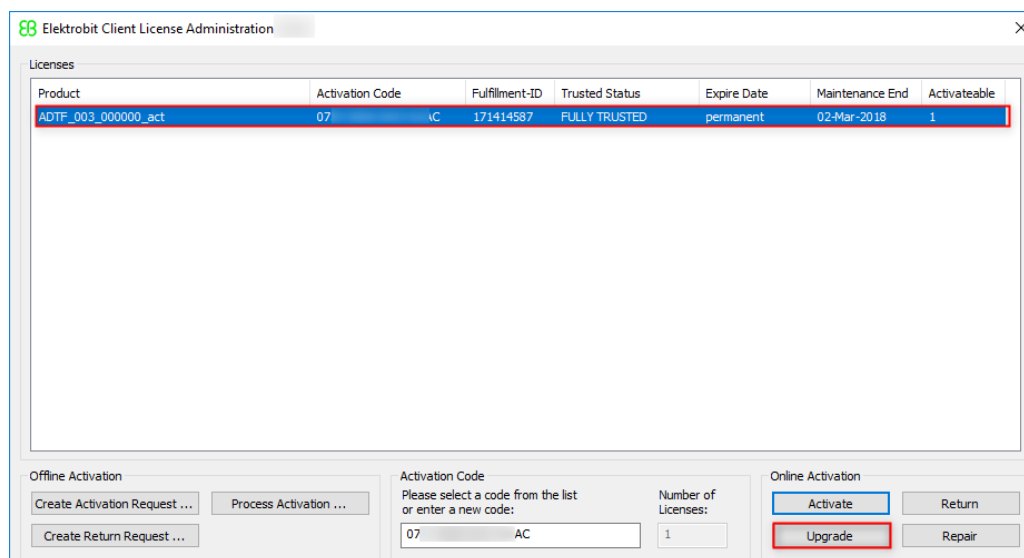 Elektrobit Client License Administration
Licenses
Product Activation Code Fulfillment-ID Trusted Status Expire Date Maintenance End Activateable
ADTF_003_000000_act 07 AC 171414587 FULLY TRUSTED permanent 02-Mar-2018 1
Offline Activation
Create Activation Request ... Process Activation ...
Create Return Request ...
Activation Code
Please select a code from the list
or enter a new code:
Number of
Licenses:
07 AC
1
Online Activation
Activate Return
Upgrade Repair